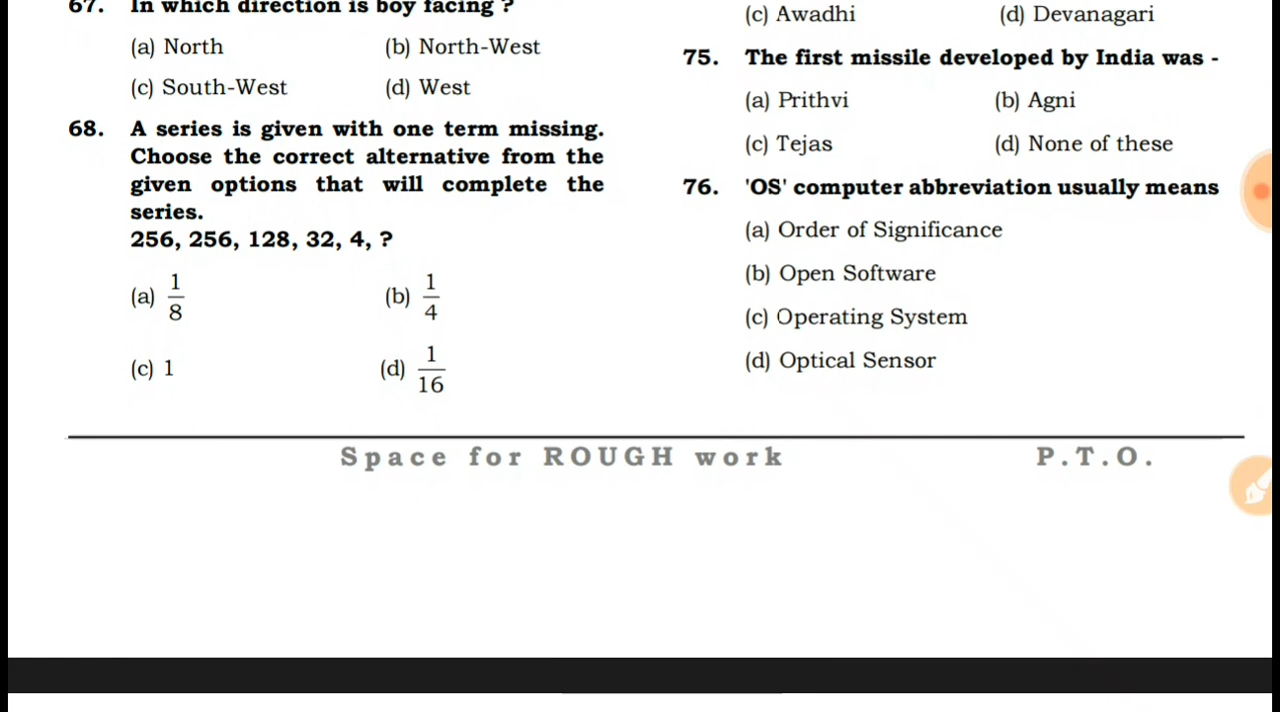 67. In which direction is boy facing ?
(a) North (b) North-West
(c) South-West (d) West
68. A series is given with one term missing.
Choose the correct alternative from the
given options that will complete the
series.
256, 256, 128, 32, 4, ?
(a) 1/8 (b) 1/4
(c) 1 (d) 1/16
(c) Awadhi (d) Devanagari
75. The first missile developed by India was -
(a) Prithvi (b) Agni
(c) Tejas (d) None of these
76. 'OS' computer abbreviation usually means
(a) Order of Significance
(b) Open Software
(c) Operating System
(d) Optical Sensor
Space for ROUGH work P.T.O.